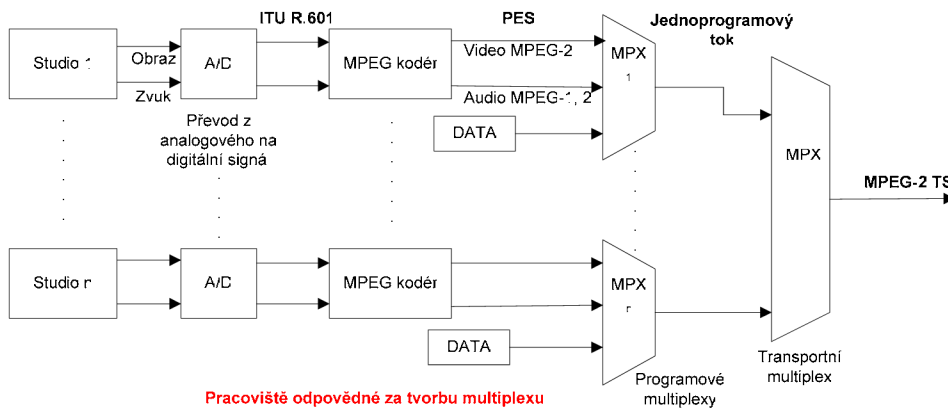 ITU R.601
PES
Jednoprogramový
tok
Studio 1
Obraz
Zvuk
A/D
MPEG kodér
Video MPEG-2
Audio MPEG-1, 2
DATA
MPX
1
Převod z
analogového na
digitální signá
MPX
MPEG-2 TS
Studio n
A/D
MPEG kodér
DATA
MPX
n
Programové
multiplexy
Transportní
multiplex
Pracoviště odpovědné za tvorbu multiplexu